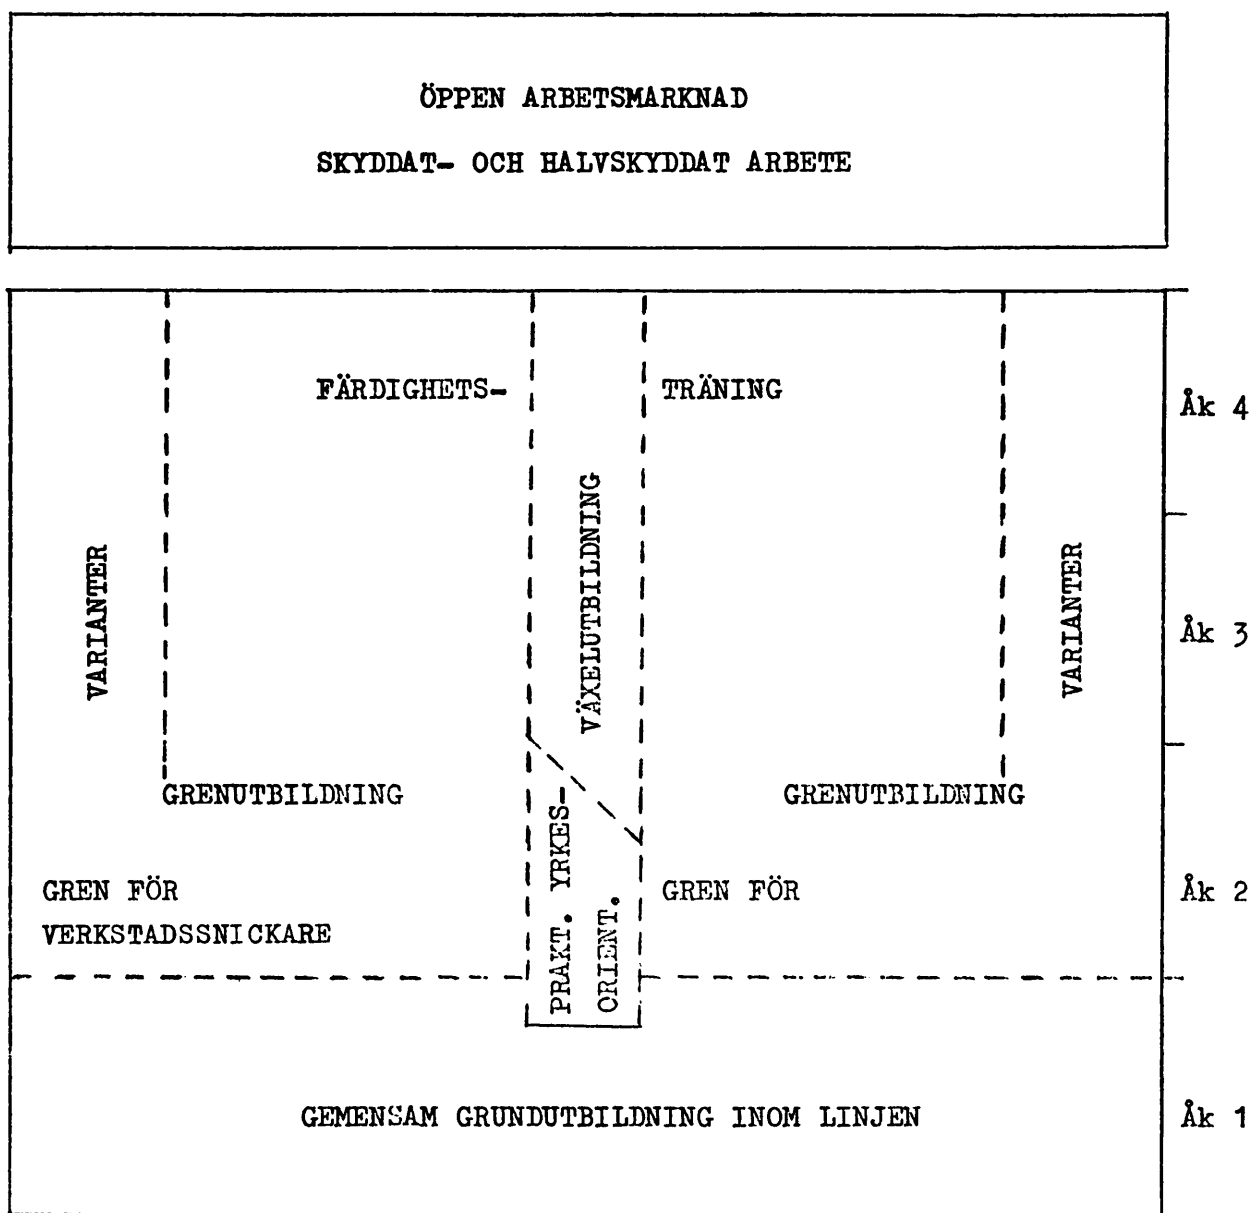 ÖPPEN ARBETSMARKNAD
SKYDDAT- OCH HALVSKYDDAT ARBETE
FÄRDIGHETS-
TRÄNING
Åk 4
VÄXELUTBILDNING
VARIANTER
VARIANTER
Åk 3
GRENUTBILDNING
GRENUTBILDNING
PRAKT. YRKES-
ORIENT.
GREN FÖR
VERKSTADSSNICKARE
GREN FÖR
Åk 2
GEMENSAM GRUNDUTBILDNING INOM LINJEN
Åk 1